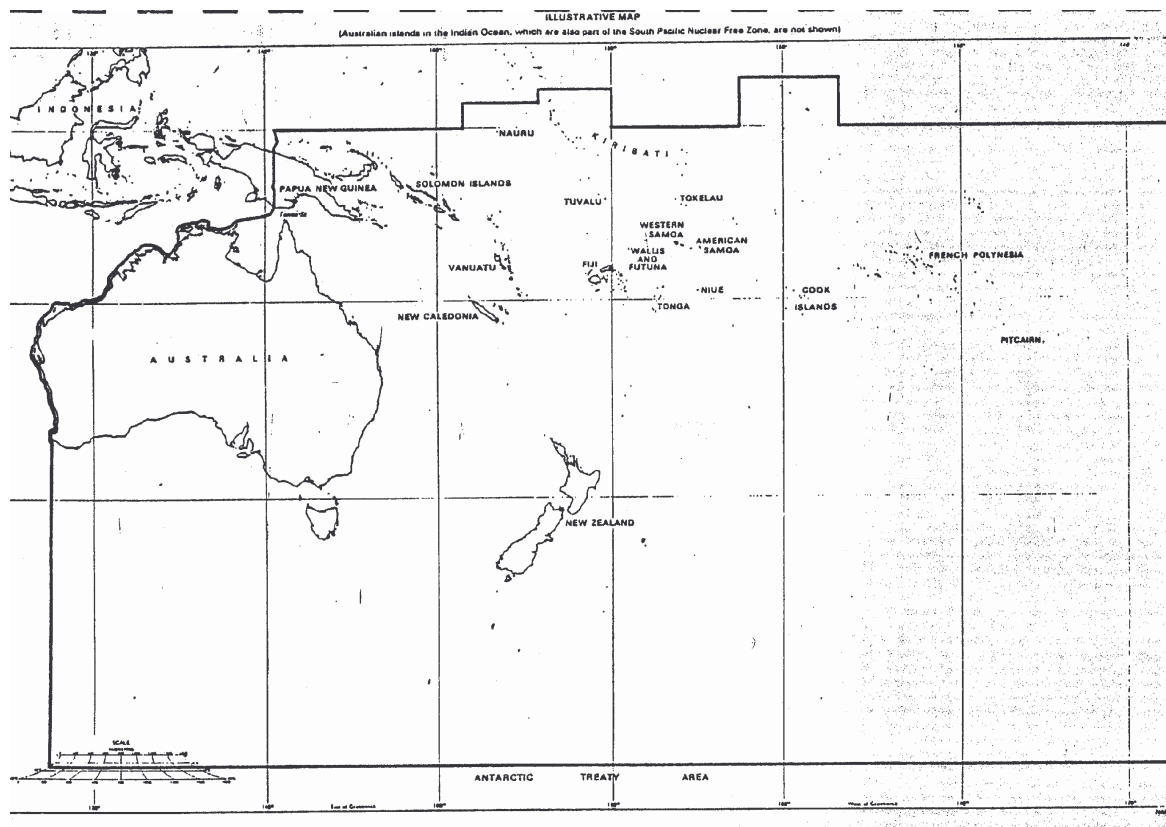 ILLUSTRATIVE MAP
(Australian islands in the Indian Ocean, which are also part of the South Pacific Nuclear Free Zone, are not shown)
INDONESIA
NAURU
KIRIBATI
PAPUA NEW GUINEA
SOLOMON ISLANDS
TUVALU
TOKELAU
WESTERN
SAMOA
AMERICAN
SAMOA
WALLIS
AND
FUTUNA
FIJI
VANUATU
FRENCH POLYNESIA
NIUE
COOK
ISLANDS
TONGA
NEW CALEDONIA
PITCAIRN
AUSTRALIA
NEW ZEALAND
SCALE
ANTARCTIC TREATY AREA